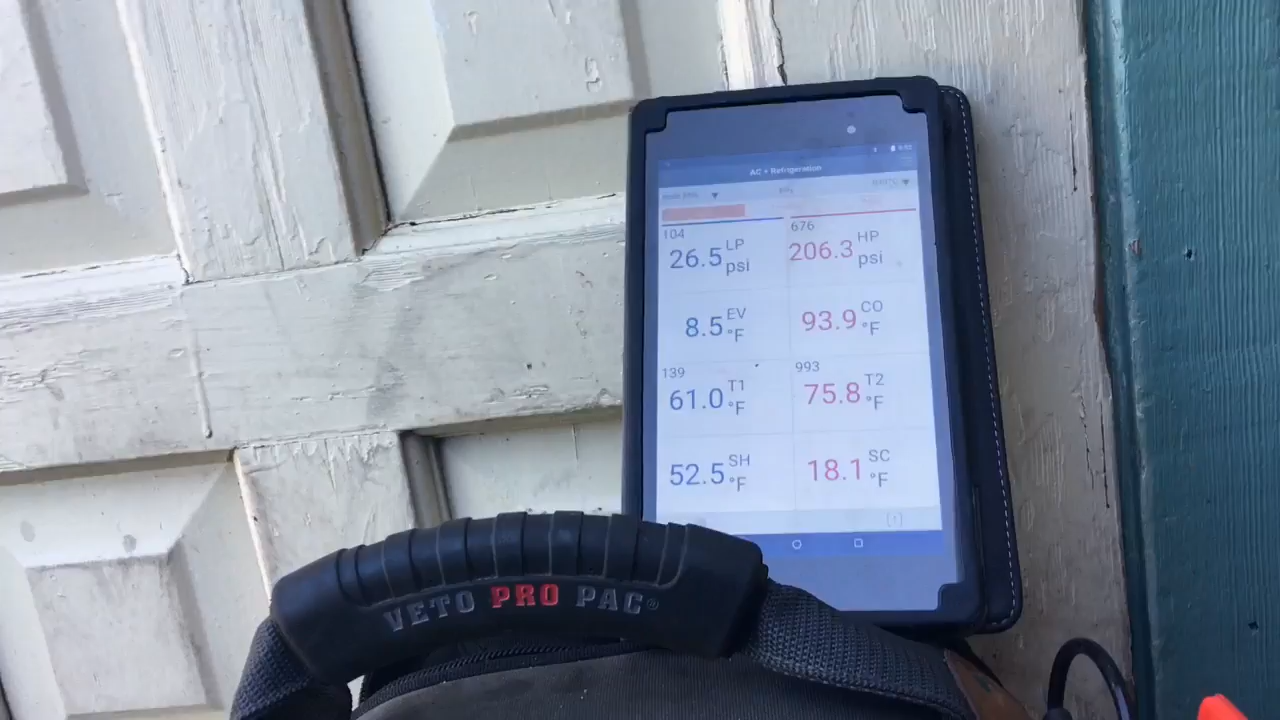 AC + Refrigeration
104
676
26.5 LP psi
206.3 HP psi
8.5 EV °F
93.9 CO °F
139
993
61.0 T1 °F
75.8 T2 °F
52.5 SH °F
18.1 SC °F
VETO PRO PAC®